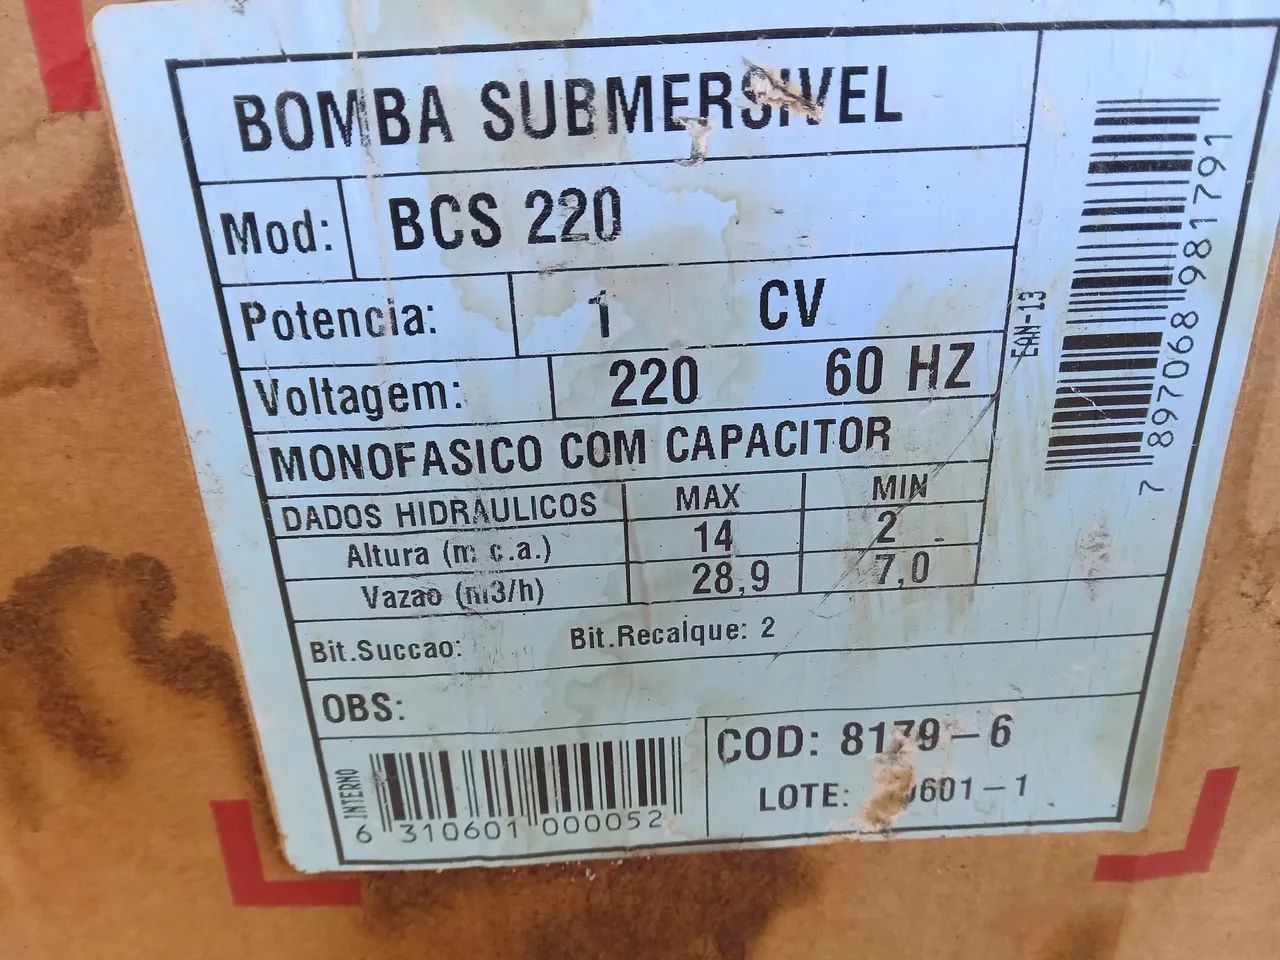 BOMBA SUBMERSIVEL
Mod: BCS 220
Potencia: 1 CV
Voltagem: 220 60 HZ
MONOFASICO COM CAPACITOR
DADOS HIDRAULICOS MAX MIN
Altura (m c.a.) 14 2
Vazao (m3/h) 28,9 7,0
Bit.Succao: Bit.Recalque: 2
OBS:
INTERNO
6 310601 000052
COD: 8179-6
LOTE:
EAN-13
7 897068 981791